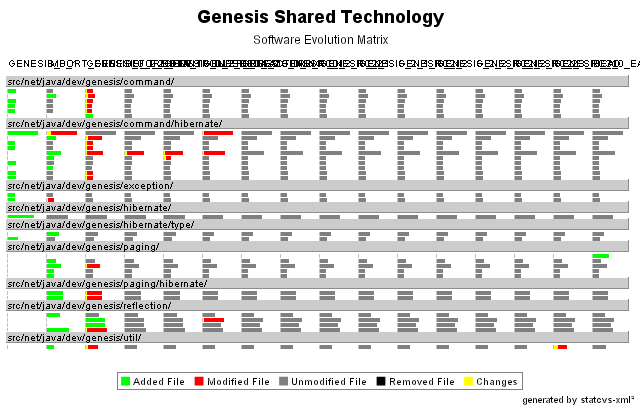 Genesis Shared Technology
Software Evolution Matrix
src/net/java/dev/genesis/command/
src/net/java/dev/genesis/command/hibernate/
src/net/java/dev/genesis/exception/
src/net/java/dev/genesis/hibernate/
src/net/java/dev/genesis/hibernate/type/
src/net/java/dev/genesis/paging/
src/net/java/dev/genesis/paging/hibernate/
src/net/java/dev/genesis/reflection/
src/net/java/dev/genesis/util/
Added File Modified File Unmodified File Removed File Changes
generated by statcvs-xml²